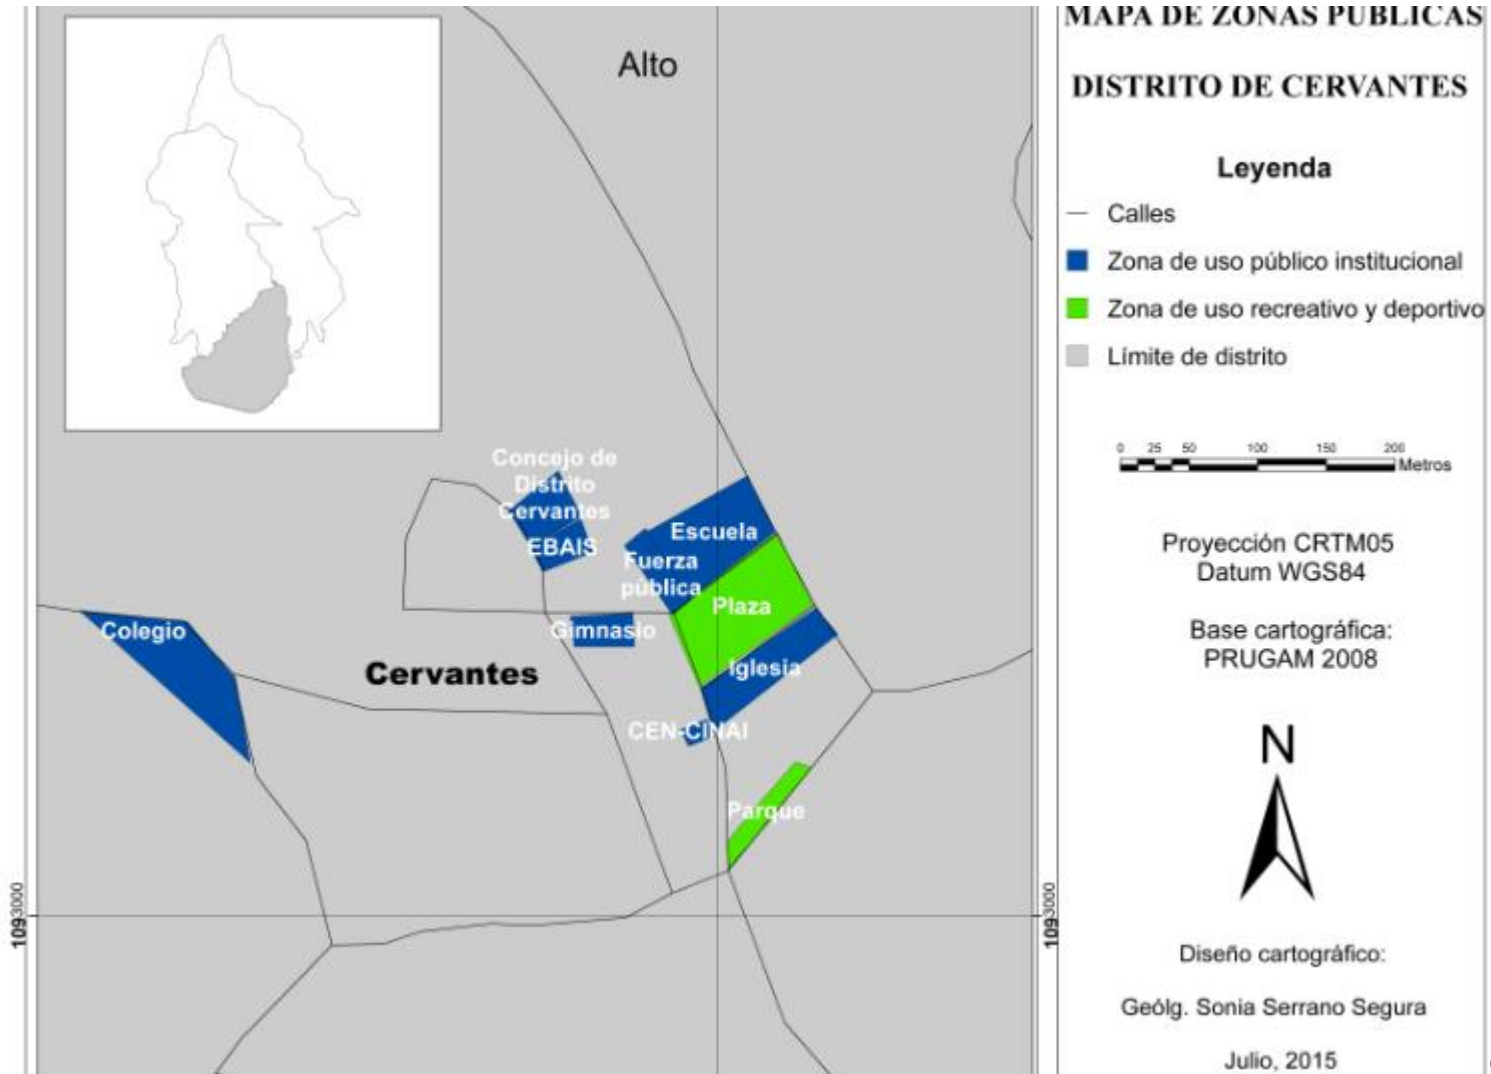 Alto
Concejo de
Distrito
Cervantes
EBAIS
Escuela
Fuerza
pública
Plaza
Gimnasio
Colegio
Iglesia
Cervantes
CEN-CINAI
Parque
1093000
1093000
MAPA DE ZONAS PUBLICAS
DISTRITO DE CERVANTES
Leyenda
Calles
Zona de uso público institucional
Zona de uso recreativo y deportivo
Límite de distrito
0 25 50 100 150 200
Metros
Proyección CRTM05
Datum WGS84
Base cartográfica:
PRUGAM 2008
N
Diseño cartográfico:
Geólg. Sonia Serrano Segura
Julio, 2015